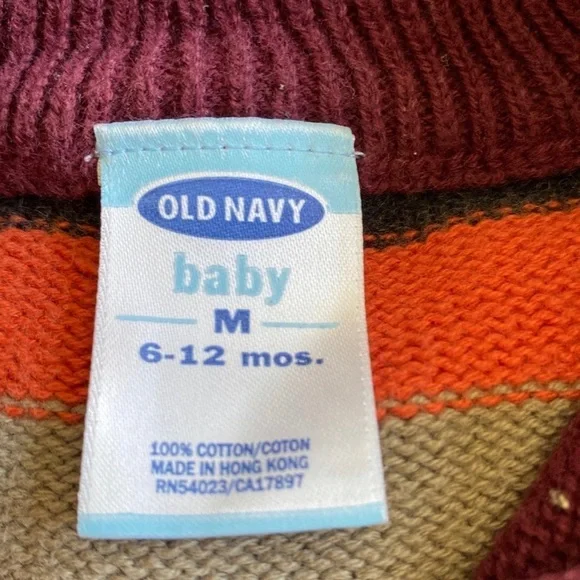 OLD NAVY
baby
M
6-12 mos.
100% COTTON/COTON
MADE IN HONG KONG
RN54023/CA17897